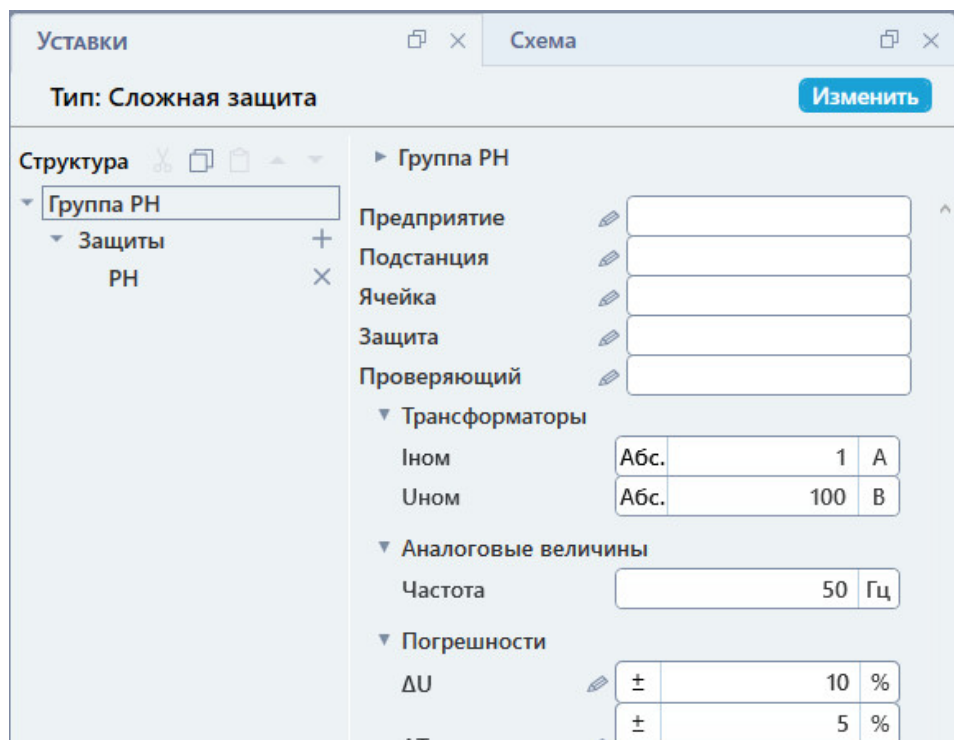 Уставки
Схема
Тип: Сложная защита
Изменить
Структура
Группа РН
Защиты
РН
Группа РН
Предприятие
Подстанция
Ячейка
Защита
Проверяющий
Трансформаторы
Iном Абс. 1 А
Uном Абс. 100 В
Аналоговые величины
Частота 50 Гц
Погрешности
ΔU ± 10 %
± 5 %